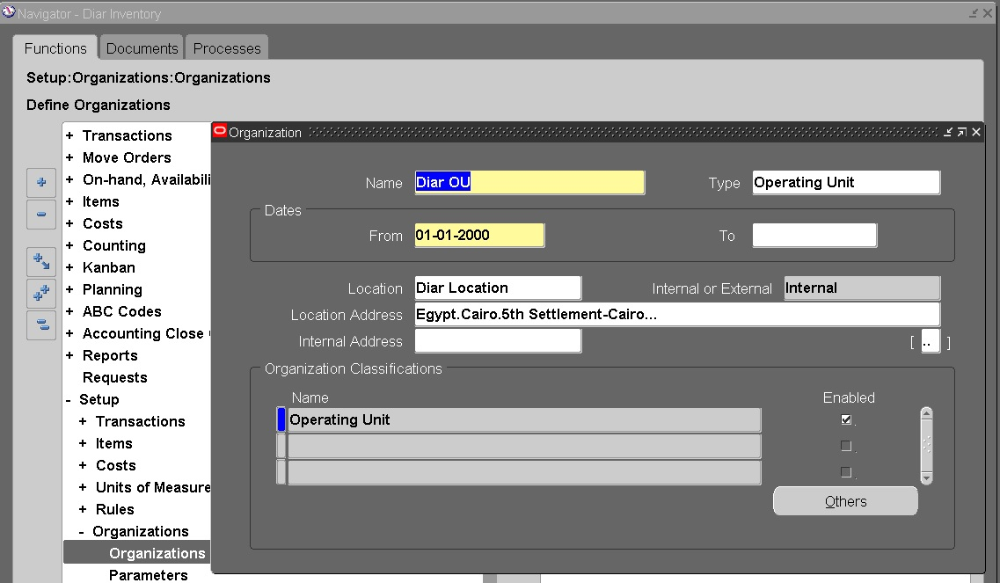 Navigator - Diar Inventory
Functions Documents Processes
Setup:Organizations:Organizations
Define Organizations
+ Transactions
+ Move Orders
+ On-hand, Availabili
+ Items
+ Costs
+ Counting
+ Kanban
+ Planning
+ ABC Codes
+ Accounting Close
+ Reports
Requests
- Setup
+ Transactions
+ Items
+ Costs
+ Units of Measure
+ Rules
- Organizations
Organizations
Parameters
Organization
Name Diar OU Type Operating Unit
Dates
From 01-01-2000 To
Location Diar Location Internal or External Internal
Location Address Egypt.Cairo.5th Settlement-Cairo...
Internal Address [ .. ]
Organization Classifications
Name Enabled
Operating Unit
Others